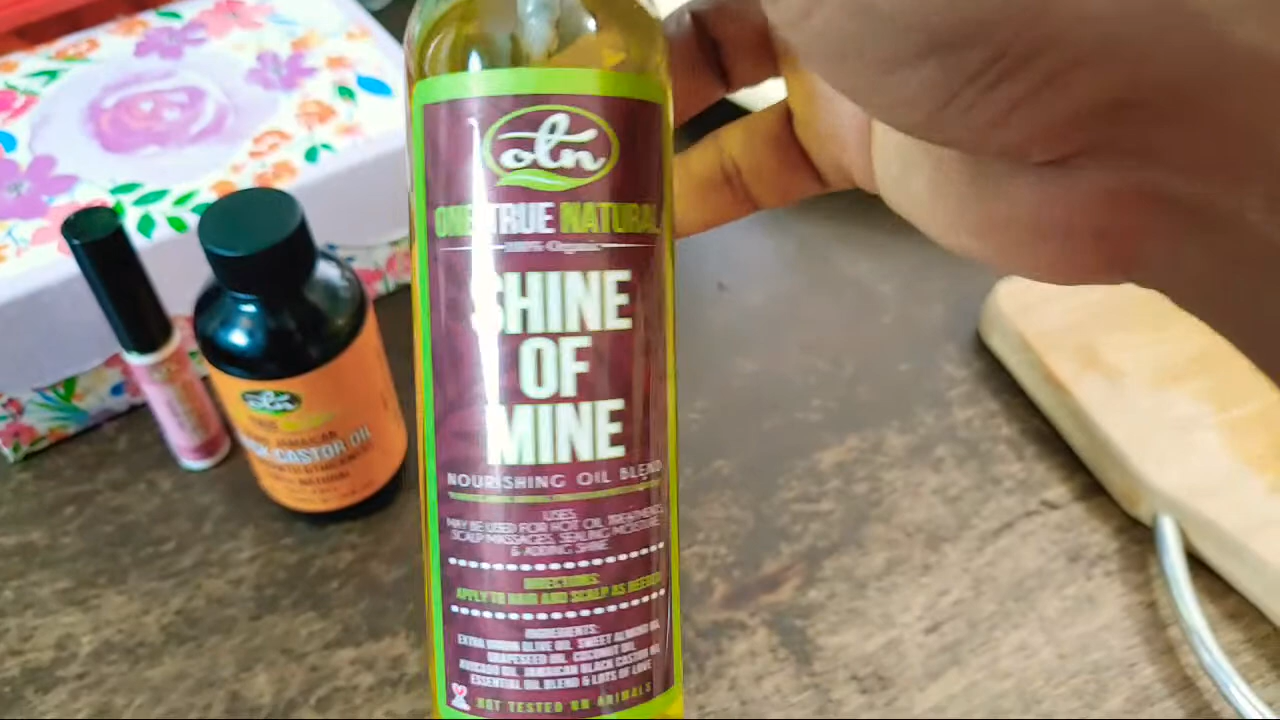 otn
ONE TRUE NATURAL
100% Organic
SHINE
OF
MINE
NOURISHING OIL BLEND
USES:
MAY BE USED FOR HOT OIL TREATMENTS,
SCALP MASSAGES, SEALING MOISTURE
& ADDING SHINE
DIRECTIONS:
APPLY TO HAIR AND SCALP AS NEEDED
INGREDIENTS:
EXTRA VIRGIN OLIVE OIL, SWEET ALMOND OIL,
GRAPESEED OIL, COCONUT OIL,
AVOCADO OIL, JAMAICAN BLACK CASTOR OIL,
ESSENTIAL OIL BLEND & LOTS OF LOVE
NOT TESTED ON ANIMALS
otn
JAMAICAN
CASTOR OIL
NATURAL